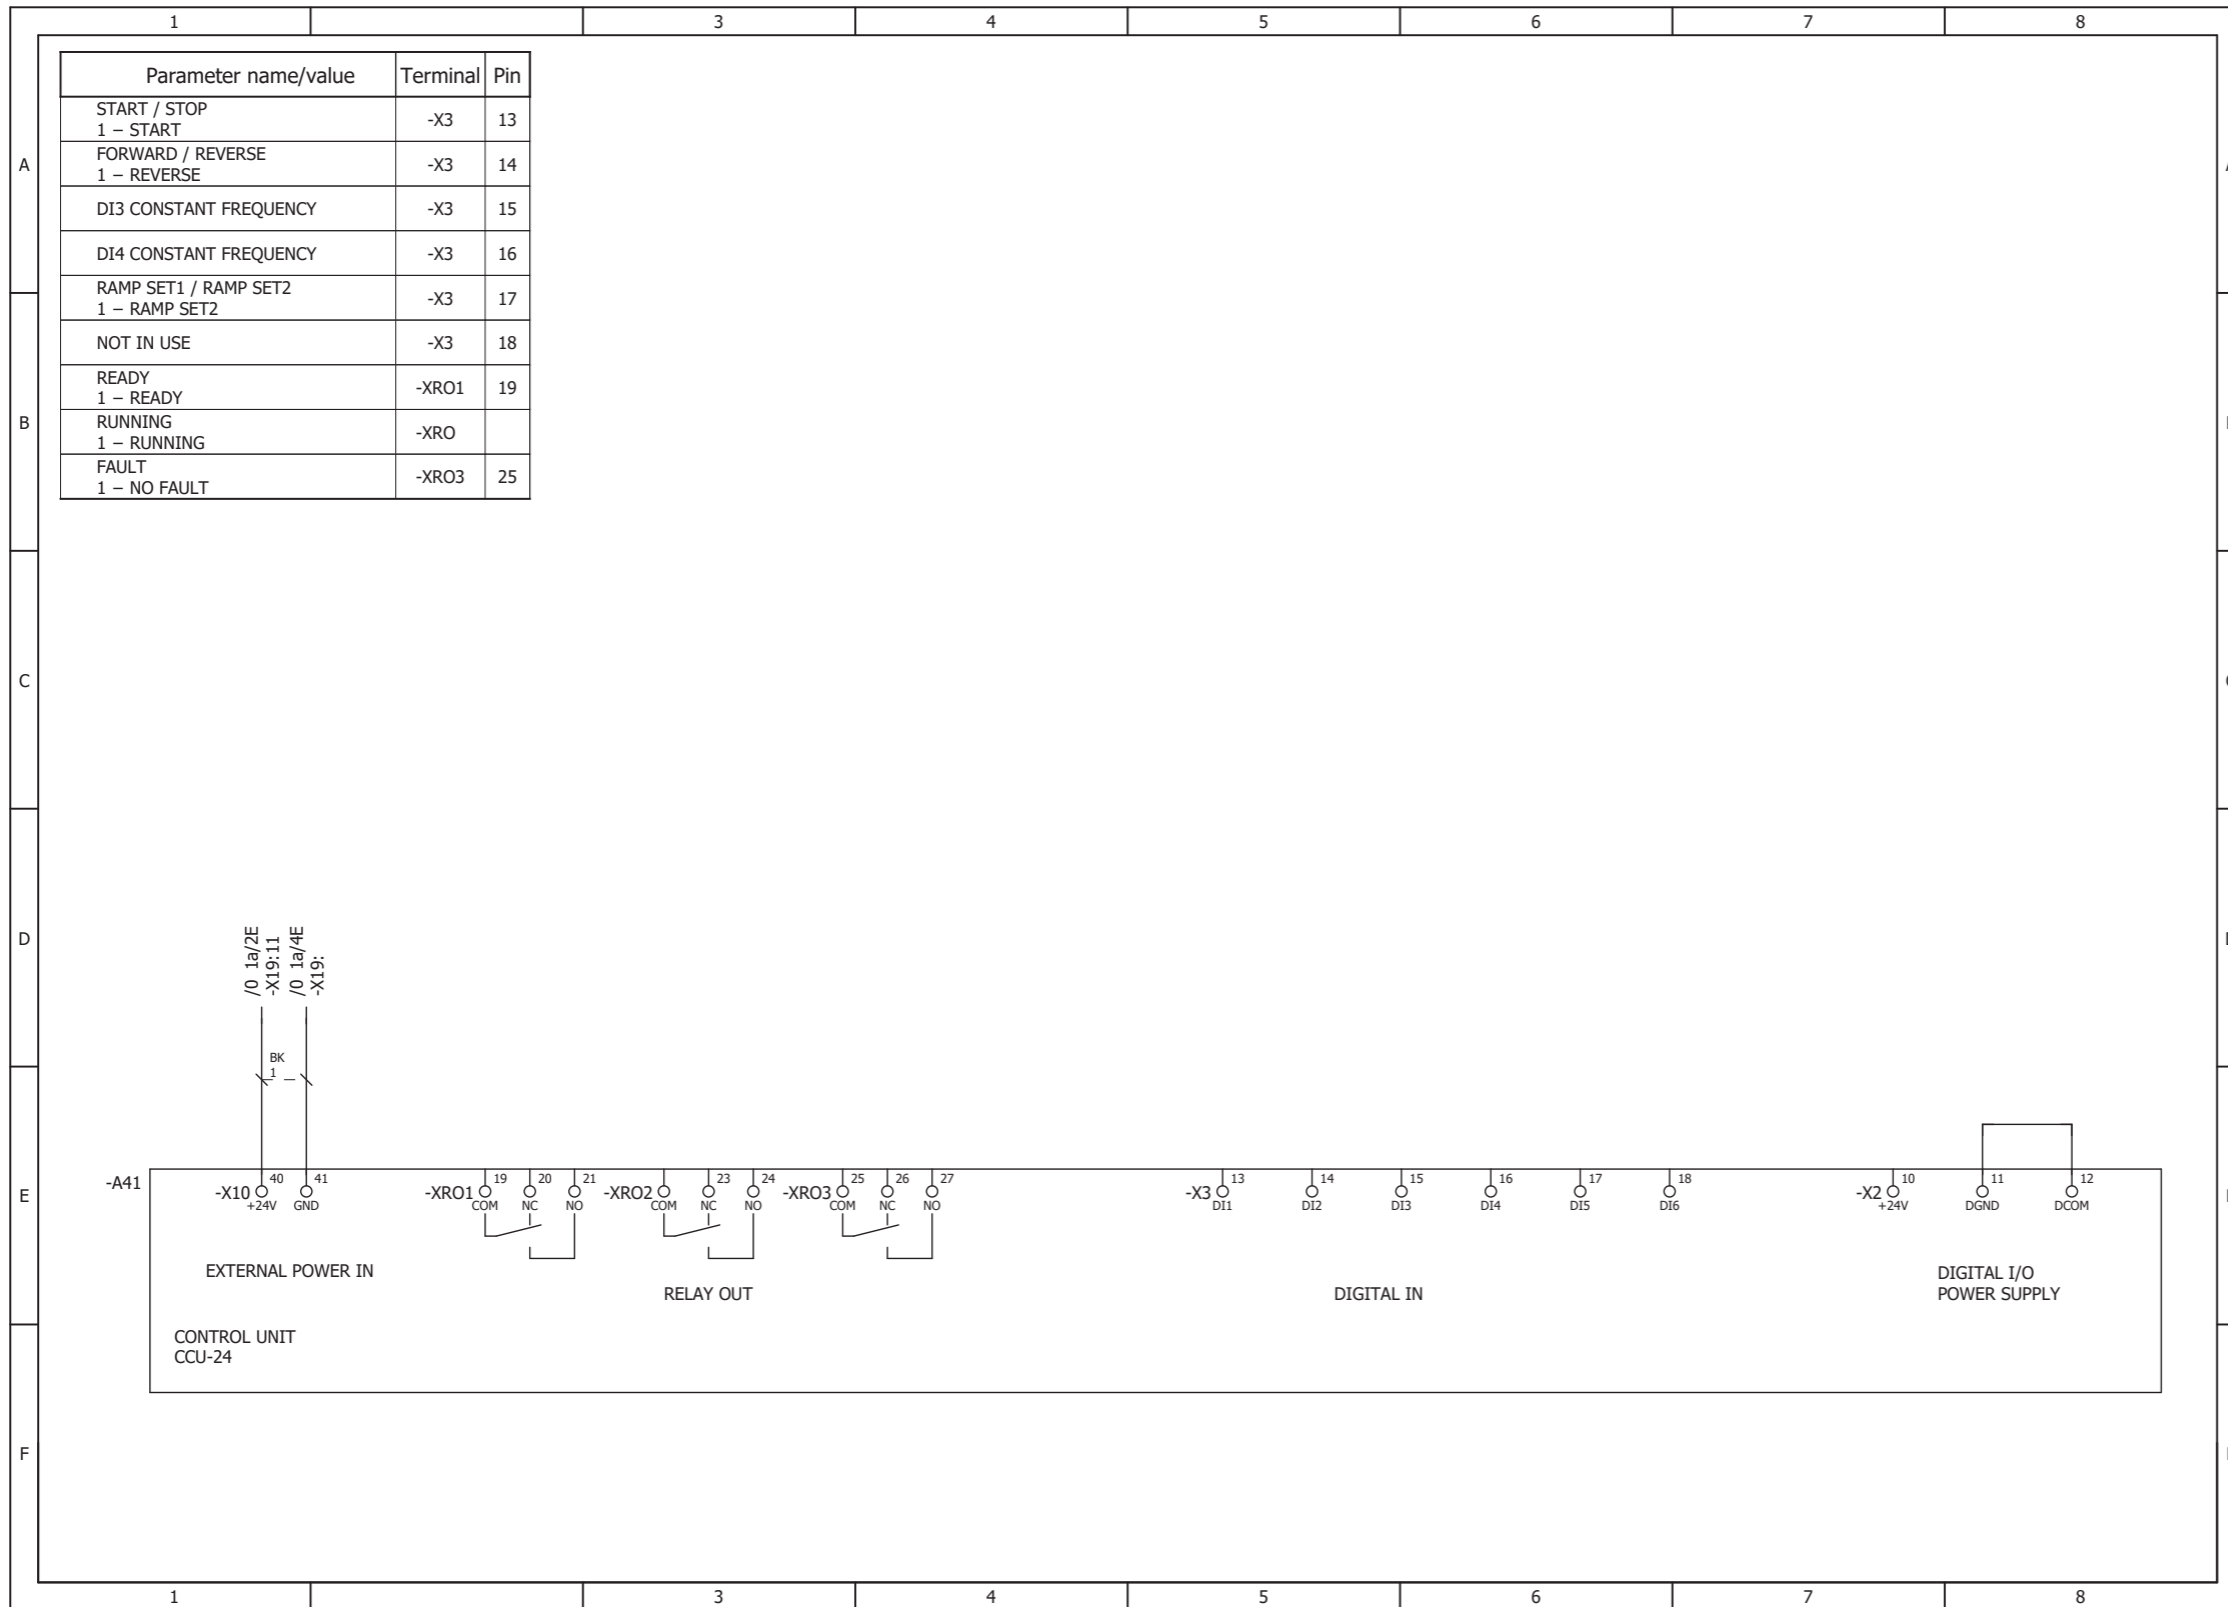 1 3 4 5 6 7 8
Parameter name/value Terminal Pin
START / STOP
1 – START -X3 13
FORWARD / REVERSE
1 – REVERSE -X3 14
DI3 CONSTANT FREQUENCY -X3 15
DI4 CONSTANT FREQUENCY -X3 16
RAMP SET1 / RAMP SET2
1 – RAMP SET2 -X3 17
NOT IN USE -X3 18
READY
1 – READY -XRO1 19
RUNNING
1 – RUNNING -XRO
FAULT
1 – NO FAULT -XRO3 25
A
B
C
D
E
F
/0 1a/2E
-X19:11
/0 1a/4E
-X19:
BK
1
-A41
-X10 40 41
+24V GND
-XRO1 19 20 21
COM NC NO
-XRO2 23 24
COM NC NO
-XRO3 25 26 27
COM NC NO
-X3 13 14 15 16 17 18
DI1 DI2 DI3 DI4 DI5 DI6
-X2 10 11 12
+24V DGND DCOM
EXTERNAL POWER IN
RELAY OUT
DIGITAL IN
DIGITAL I/O
POWER SUPPLY
CONTROL UNIT
CCU-24
1 3 4 5 6 7 8